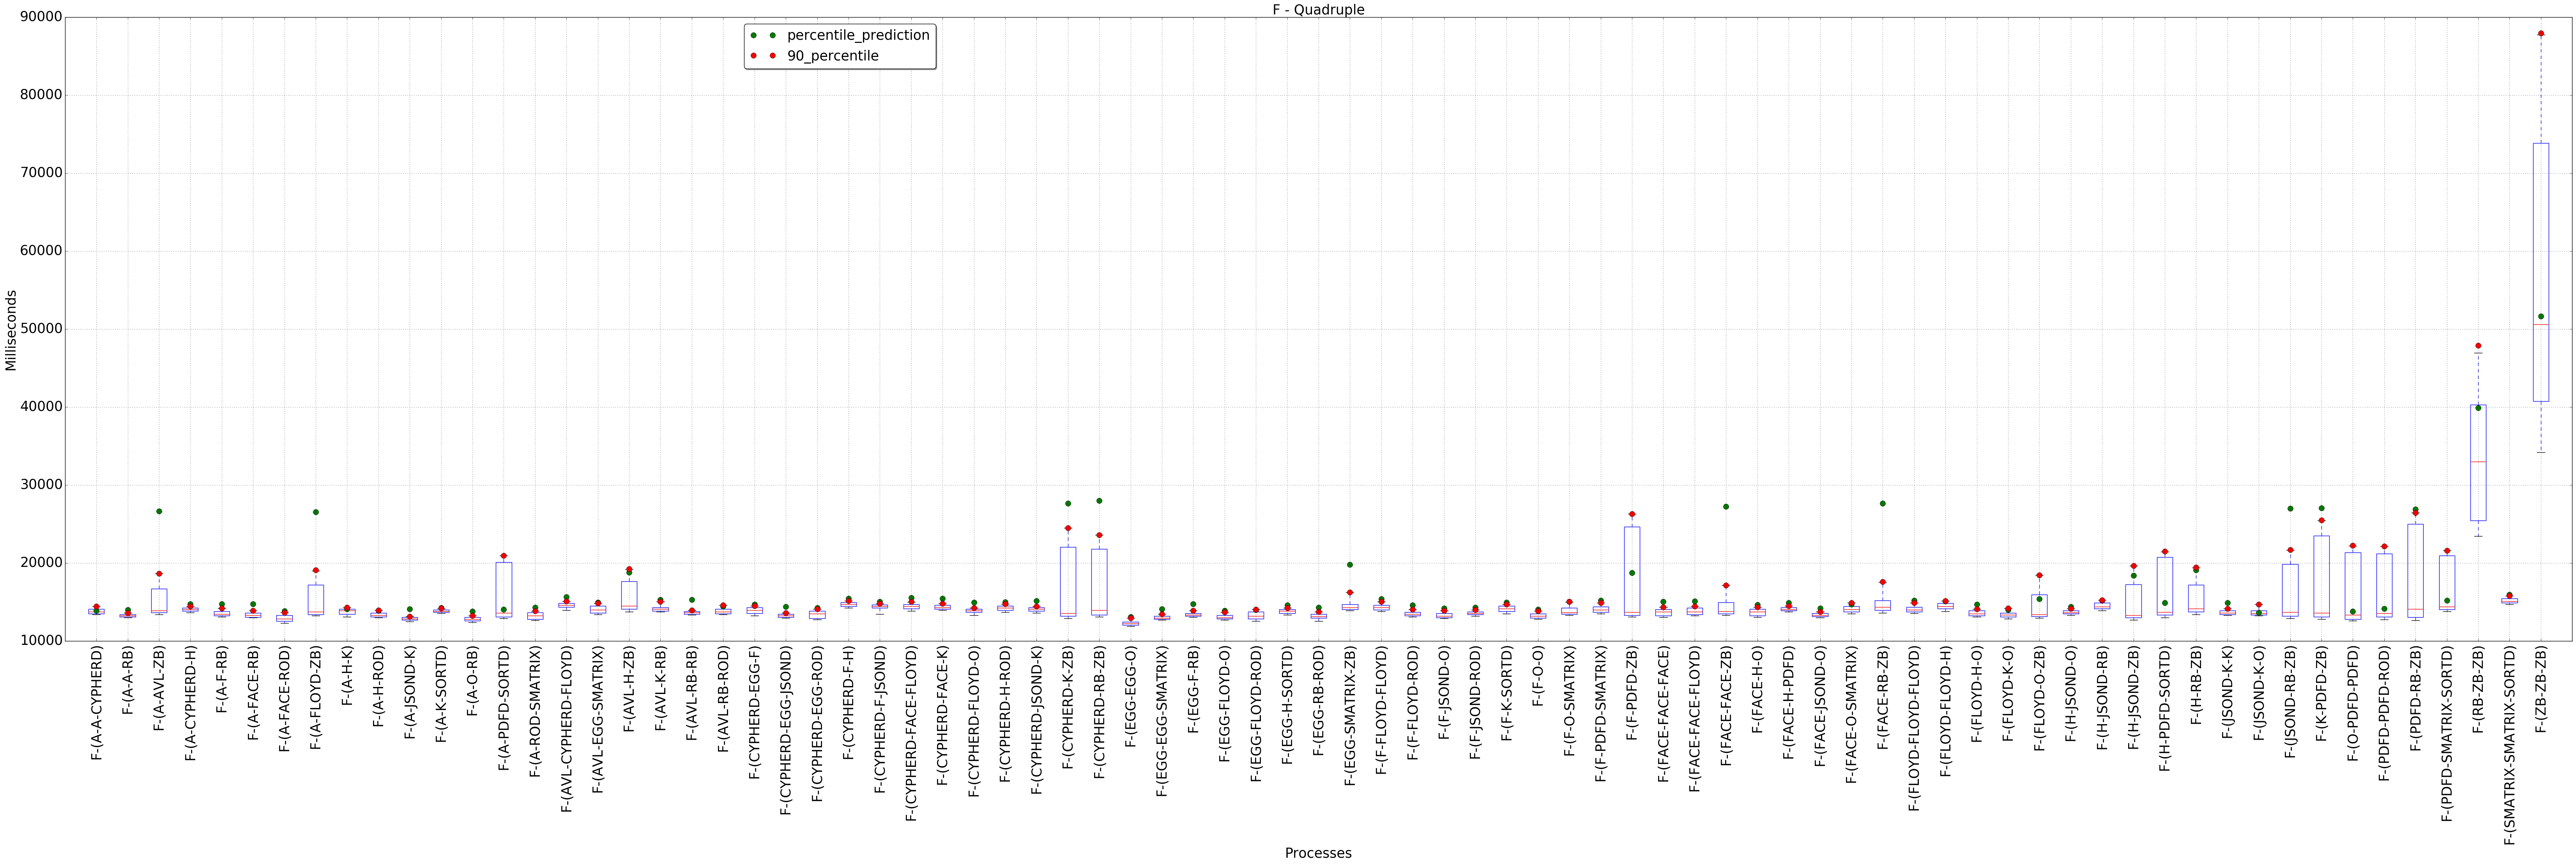 F - Quadruple
percentile_prediction
90_percentile
90000
80000
70000
60000
50000
40000
30000
20000
10000
Milliseconds
F-(A-A-CYPHERD)
F-(A-A-RB)
F-(A-AVL-ZB)
F-(A-CYPHERD-H)
F-(A-F-RB)
F-(A-FACE-RB)
F-(A-FACE-ROD)
F-(A-FLOYD-ZB)
F-(A-H-K)
F-(A-H-ROD)
F-(A-JSOND-K)
F-(A-K-SORTD)
F-(A-O-RB)
F-(A-PDFD-SORTD)
F-(A-ROD-SMATRIX)
F-(AVL-CYPHERD-FLOYD)
F-(AVL-EGG-SMATRIX)
F-(AVL-H-ZB)
F-(AVL-K-RB)
F-(AVL-RB-RB)
F-(AVL-RB-ROD)
F-(CYPHERD-EGG-F)
F-(CYPHERD-EGG-JSOND)
F-(CYPHERD-EGG-ROD)
F-(CYPHERD-F-H)
F-(CYPHERD-F-JSOND)
F-(CYPHERD-FACE-FLOYD)
F-(CYPHERD-FACE-K)
F-(CYPHERD-FLOYD-O)
F-(CYPHERD-H-ROD)
F-(CYPHERD-JSOND-K)
F-(CYPHERD-K-ZB)
F-(CYPHERD-RB-ZB)
F-(EGG-EGG-O)
F-(EGG-EGG-SMATRIX)
F-(EGG-F-RB)
F-(EGG-FLOYD-O)
F-(EGG-FLOYD-ROD)
F-(EGG-H-SORTD)
F-(EGG-RB-ROD)
F-(EGG-SMATRIX-ZB)
F-(F-FLOYD-FLOYD)
F-(F-FLOYD-ROD)
F-(F-JSOND-O)
F-(F-JSOND-ROD)
F-(F-K-SORTD)
F-(F-O-O)
F-(F-O-SMATRIX)
F-(F-PDFD-SMATRIX)
F-(F-PDFD-ZB)
F-(FACE-FACE-FACE)
F-(FACE-FACE-FLOYD)
F-(FACE-FACE-ZB)
F-(FACE-H-O)
F-(FACE-H-PDFD)
F-(FACE-JSOND-O)
F-(FACE-O-SMATRIX)
F-(FACE-RB-ZB)
F-(FLOYD-FLOYD-FLOYD)
F-(FLOYD-FLOYD-H)
F-(FLOYD-H-O)
F-(FLOYD-K-O)
F-(FLOYD-O-ZB)
F-(H-JSOND-O)
F-(H-JSOND-RB)
F-(H-JSOND-ZB)
F-(H-PDFD-SORTD)
F-(H-RB-ZB)
F-(JSOND-K-K)
F-(JSOND-K-O)
F-(JSOND-RB-ZB)
F-(K-PDFD-ZB)
F-(O-PDFD-PDFD)
F-(PDFD-PDFD-ROD)
F-(PDFD-RB-ZB)
F-(PDFD-SMATRIX-SORTD)
F-(RB-ZB-ZB)
F-(SMATRIX-SMATRIX-SORTD)
F-(ZB-ZB-ZB)
Processes